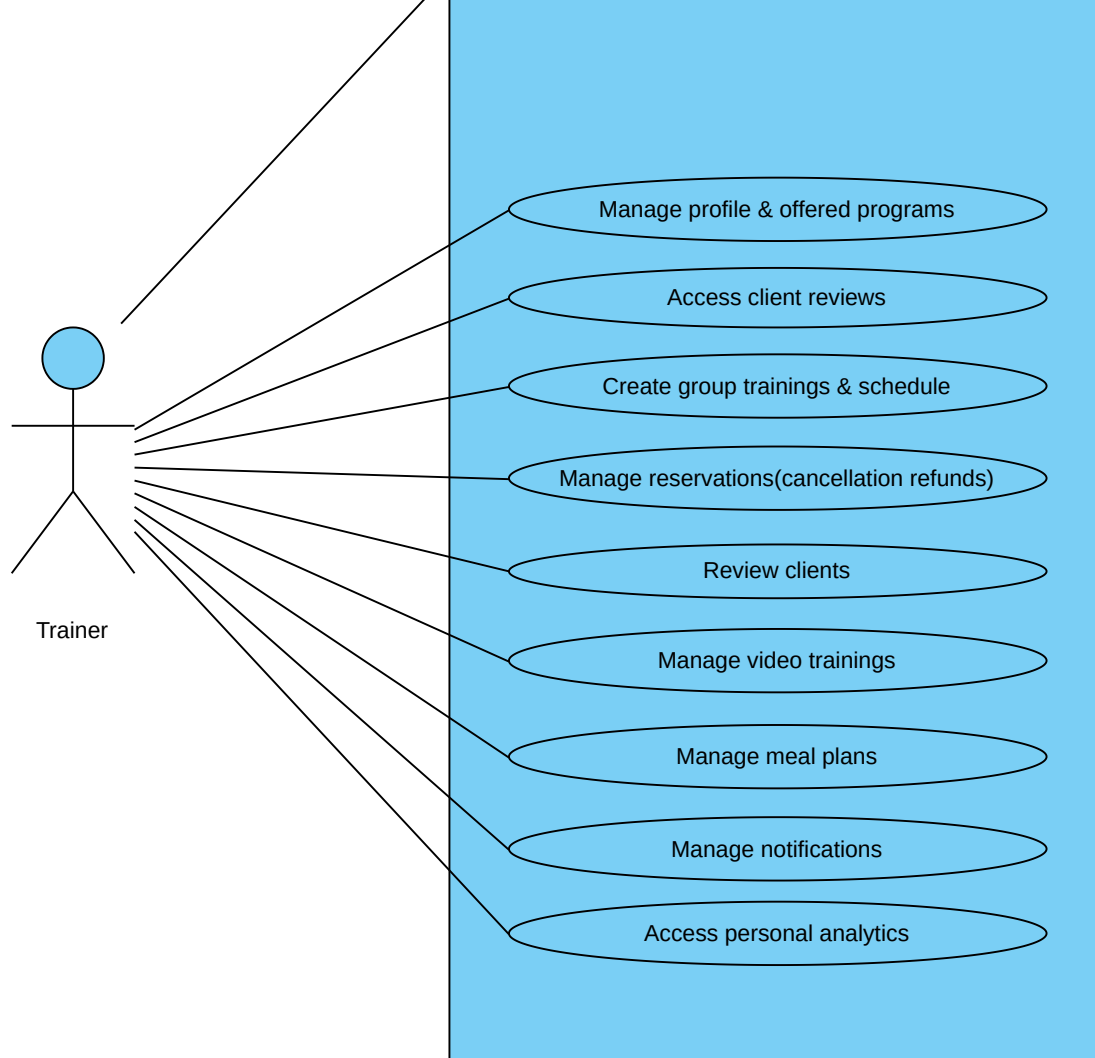 Manage profile & offered programs
Access client reviews
Create group trainings & schedule
Manage reservations(cancellation refunds)
Review clients
Trainer
Manage video trainings
Manage meal plans
Manage notifications
Access personal analytics